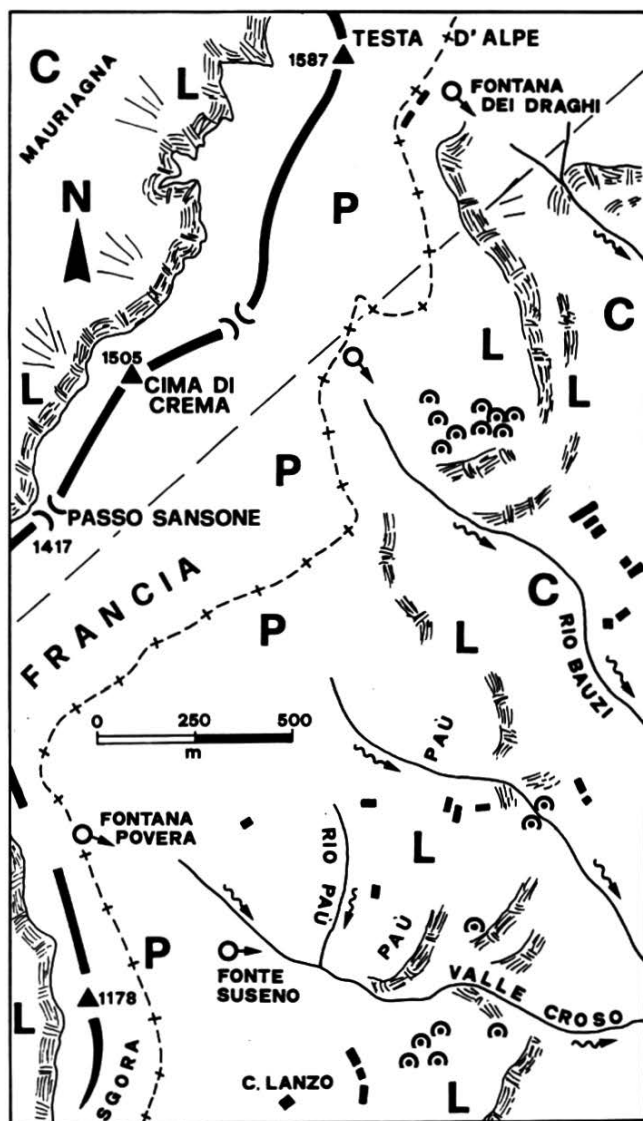 TESTA D'ALPE
1587
C
MAURIAGNA
L
FONTANA
DEI DRAGHI
N
P
C
L
L
L
1505
CIMA DI
CREMA
P
PASSO SANSONE
1417
FRANCIA
P
C
L
RIO BAUZI
0 250 500
m
PAÙ
FONTANA
POVERA
RIO PAÙ
L
PAÙ
P
FONTE
SUSENO
VALLE CROSO
1178
L
SGORA
C. LANZO
L